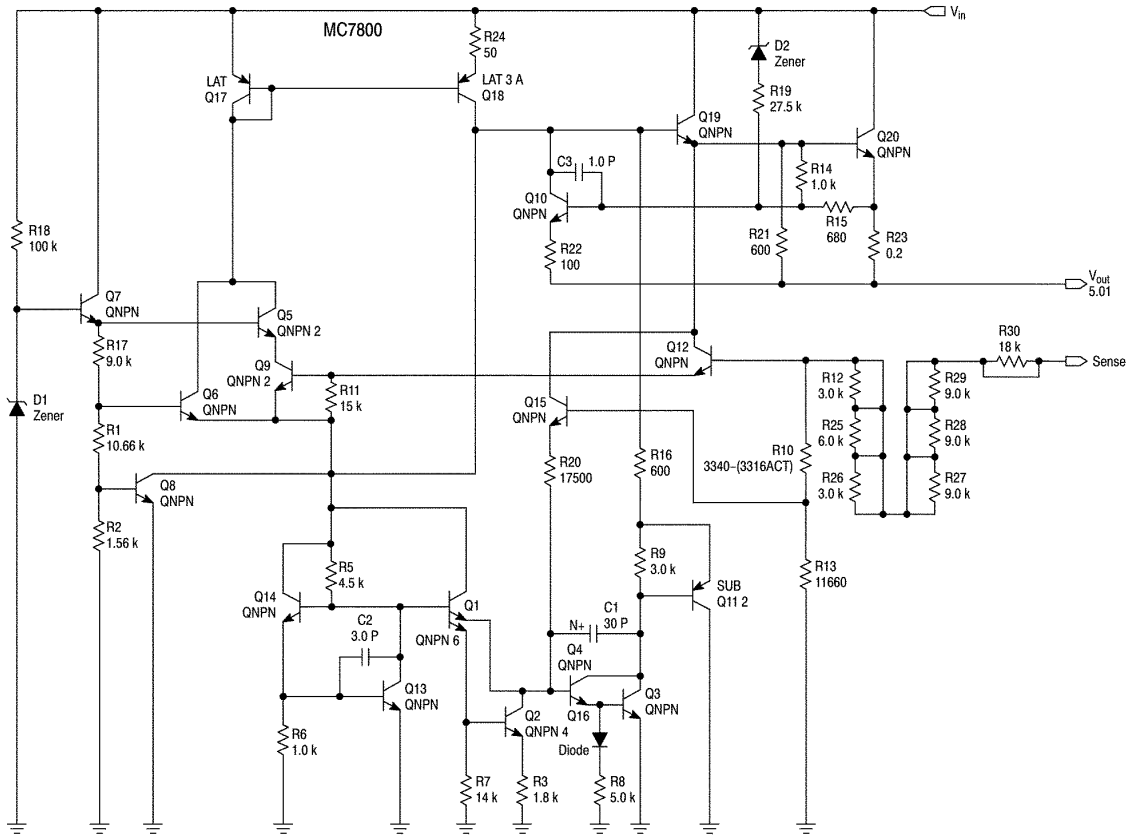 MC7800
Vin
R24
50
D2
Zener
LAT
Q17
LAT 3 A
Q18
R19
27.5 k
Q19
QNPN
Q20
QNPN
C3
1.0 P
R14
1.0 k
Q10
QNPN
R18
100 k
R15
680
R21
600
R23
0.2
R22
100
Vout
5.01
Q7
QNPN
Q5
QNPN 2
R30
18 k
R17
9.0 k
Q12
QNPN
Sense
Q9
QNPN 2
R11
15 k
R12
3.0 k
R29
9.0 k
D1
Zener
Q6
QNPN
Q15
QNPN
R1
10.66 k
R25
6.0 k
R28
9.0 k
R10
3340–(3316ACT)
R20
17500
R16
600
Q8
QNPN
R26
3.0 k
R27
9.0 k
R2
1.56 k
R9
3.0 k
R5
4.5 k
R13
11660
SUB
Q11 2
Q14
QNPN
Q1
QNPN 6
C1
30 P
N+
C2
3.0 P
Q4
QNPN
Q13
QNPN
Q3
QNPN
Q16
Q2
QNPN 4
R6
1.0 k
Diode
R7
14 k
R3
1.8 k
R8
5.0 k